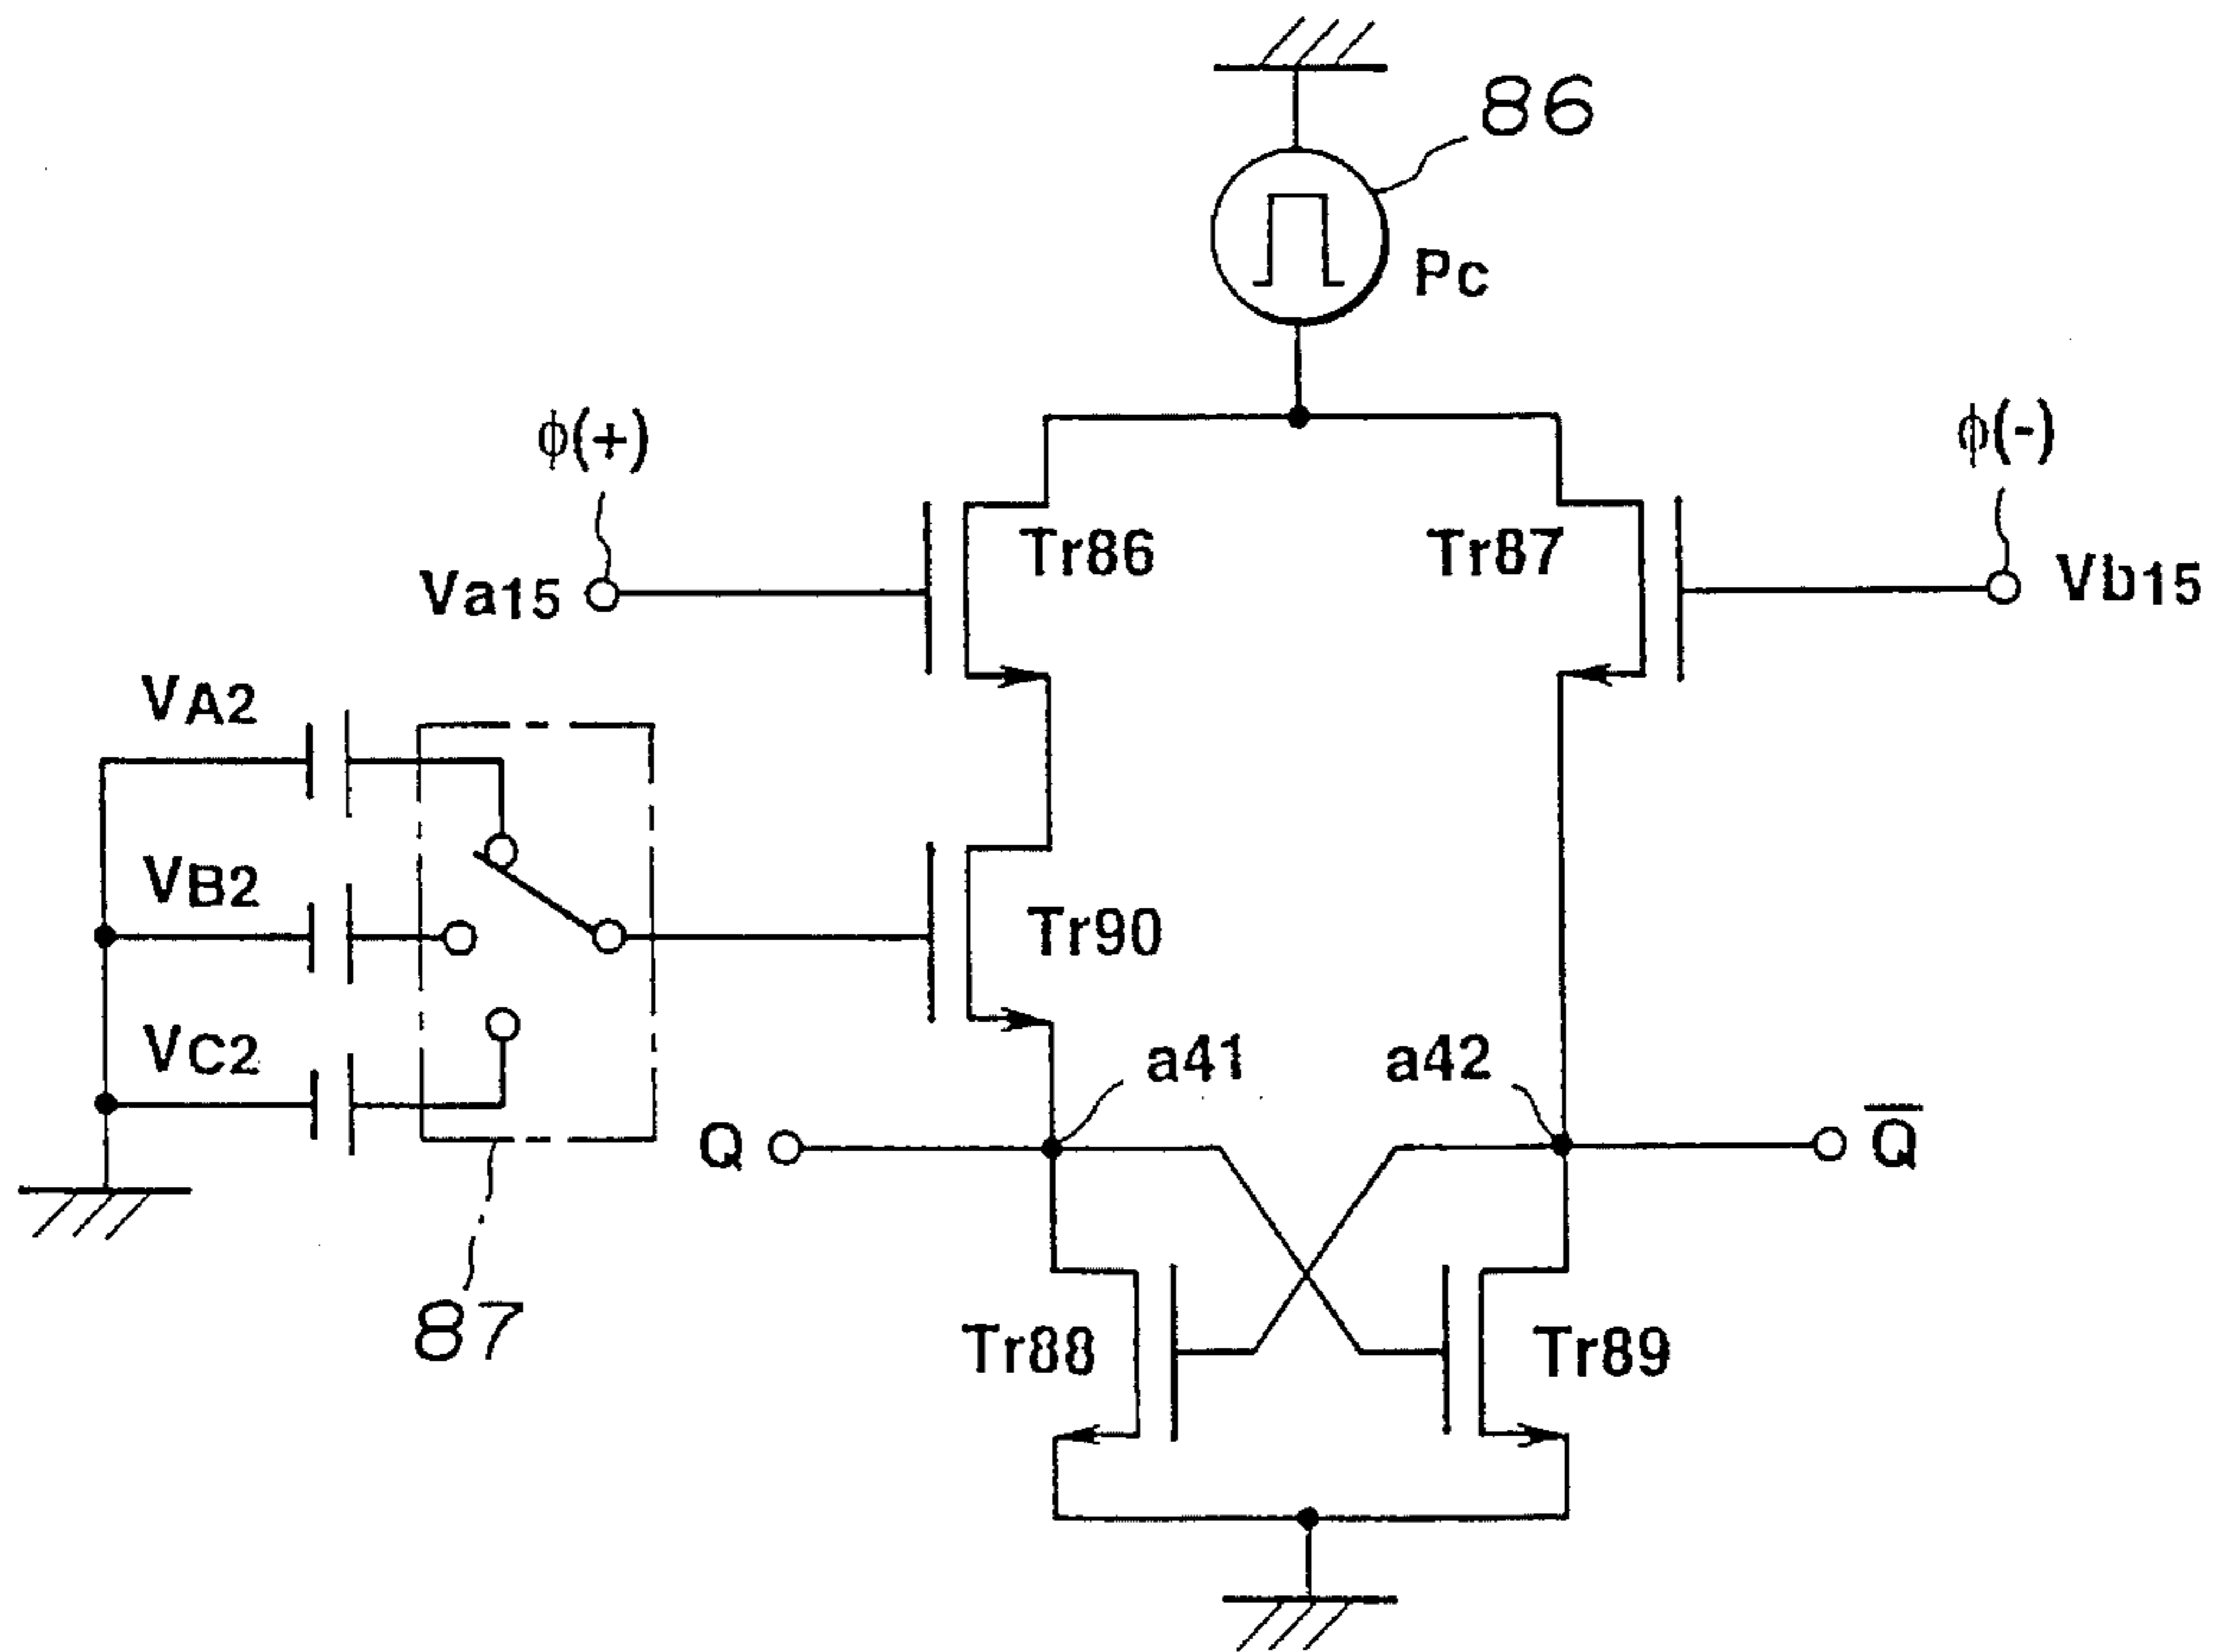 86
Pc
ϕ(+)
ϕ(-)
Tr86
Tr87
Va15
Vb15
VA2
VB2
Tr90
VC2
a41
a42
Q
Q̅
87
Tr88
Tr89